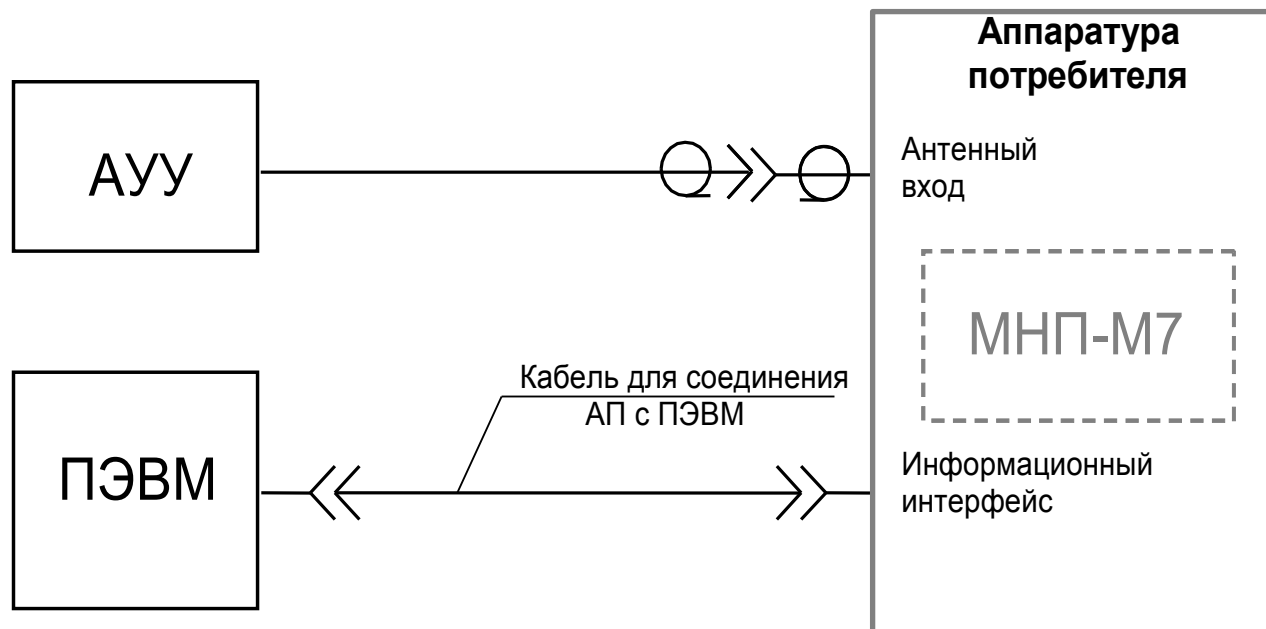 Аппаратура
потребителя
АУУ
Антенный
вход
МНП-М7
Кабель для соединения
АП с ПЭВМ
ПЭВМ
Информационный
интерфейс